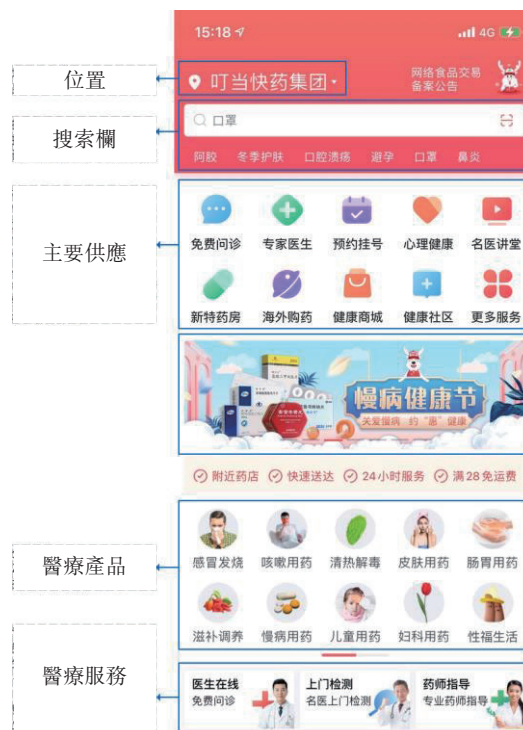 15:18
4G
位置
叮当快药集团
网络食品交易
备案公告
搜索欄
口罩
阿胶 冬季护肤 口腔溃疡 避孕 口罩 鼻炎
主要供應
免费问诊 专家医生 预约挂号 心理健康 名医讲堂
新特药房 海外购药 健康商城 健康社区 更多服务
慢病健康节
关爱慢病 约“惠”健康
附近药店 快速送达 24小时服务 满28免运费
醫療產品
感冒发烧 咳嗽用药 清热解毒 皮肤用药 肠胃用药
滋补调养 慢病用药 儿童用药 妇科用药 性福生活
醫療服務
医生在线 上门检测 药师指导
免费问诊 名医上门检测 专业药师指导